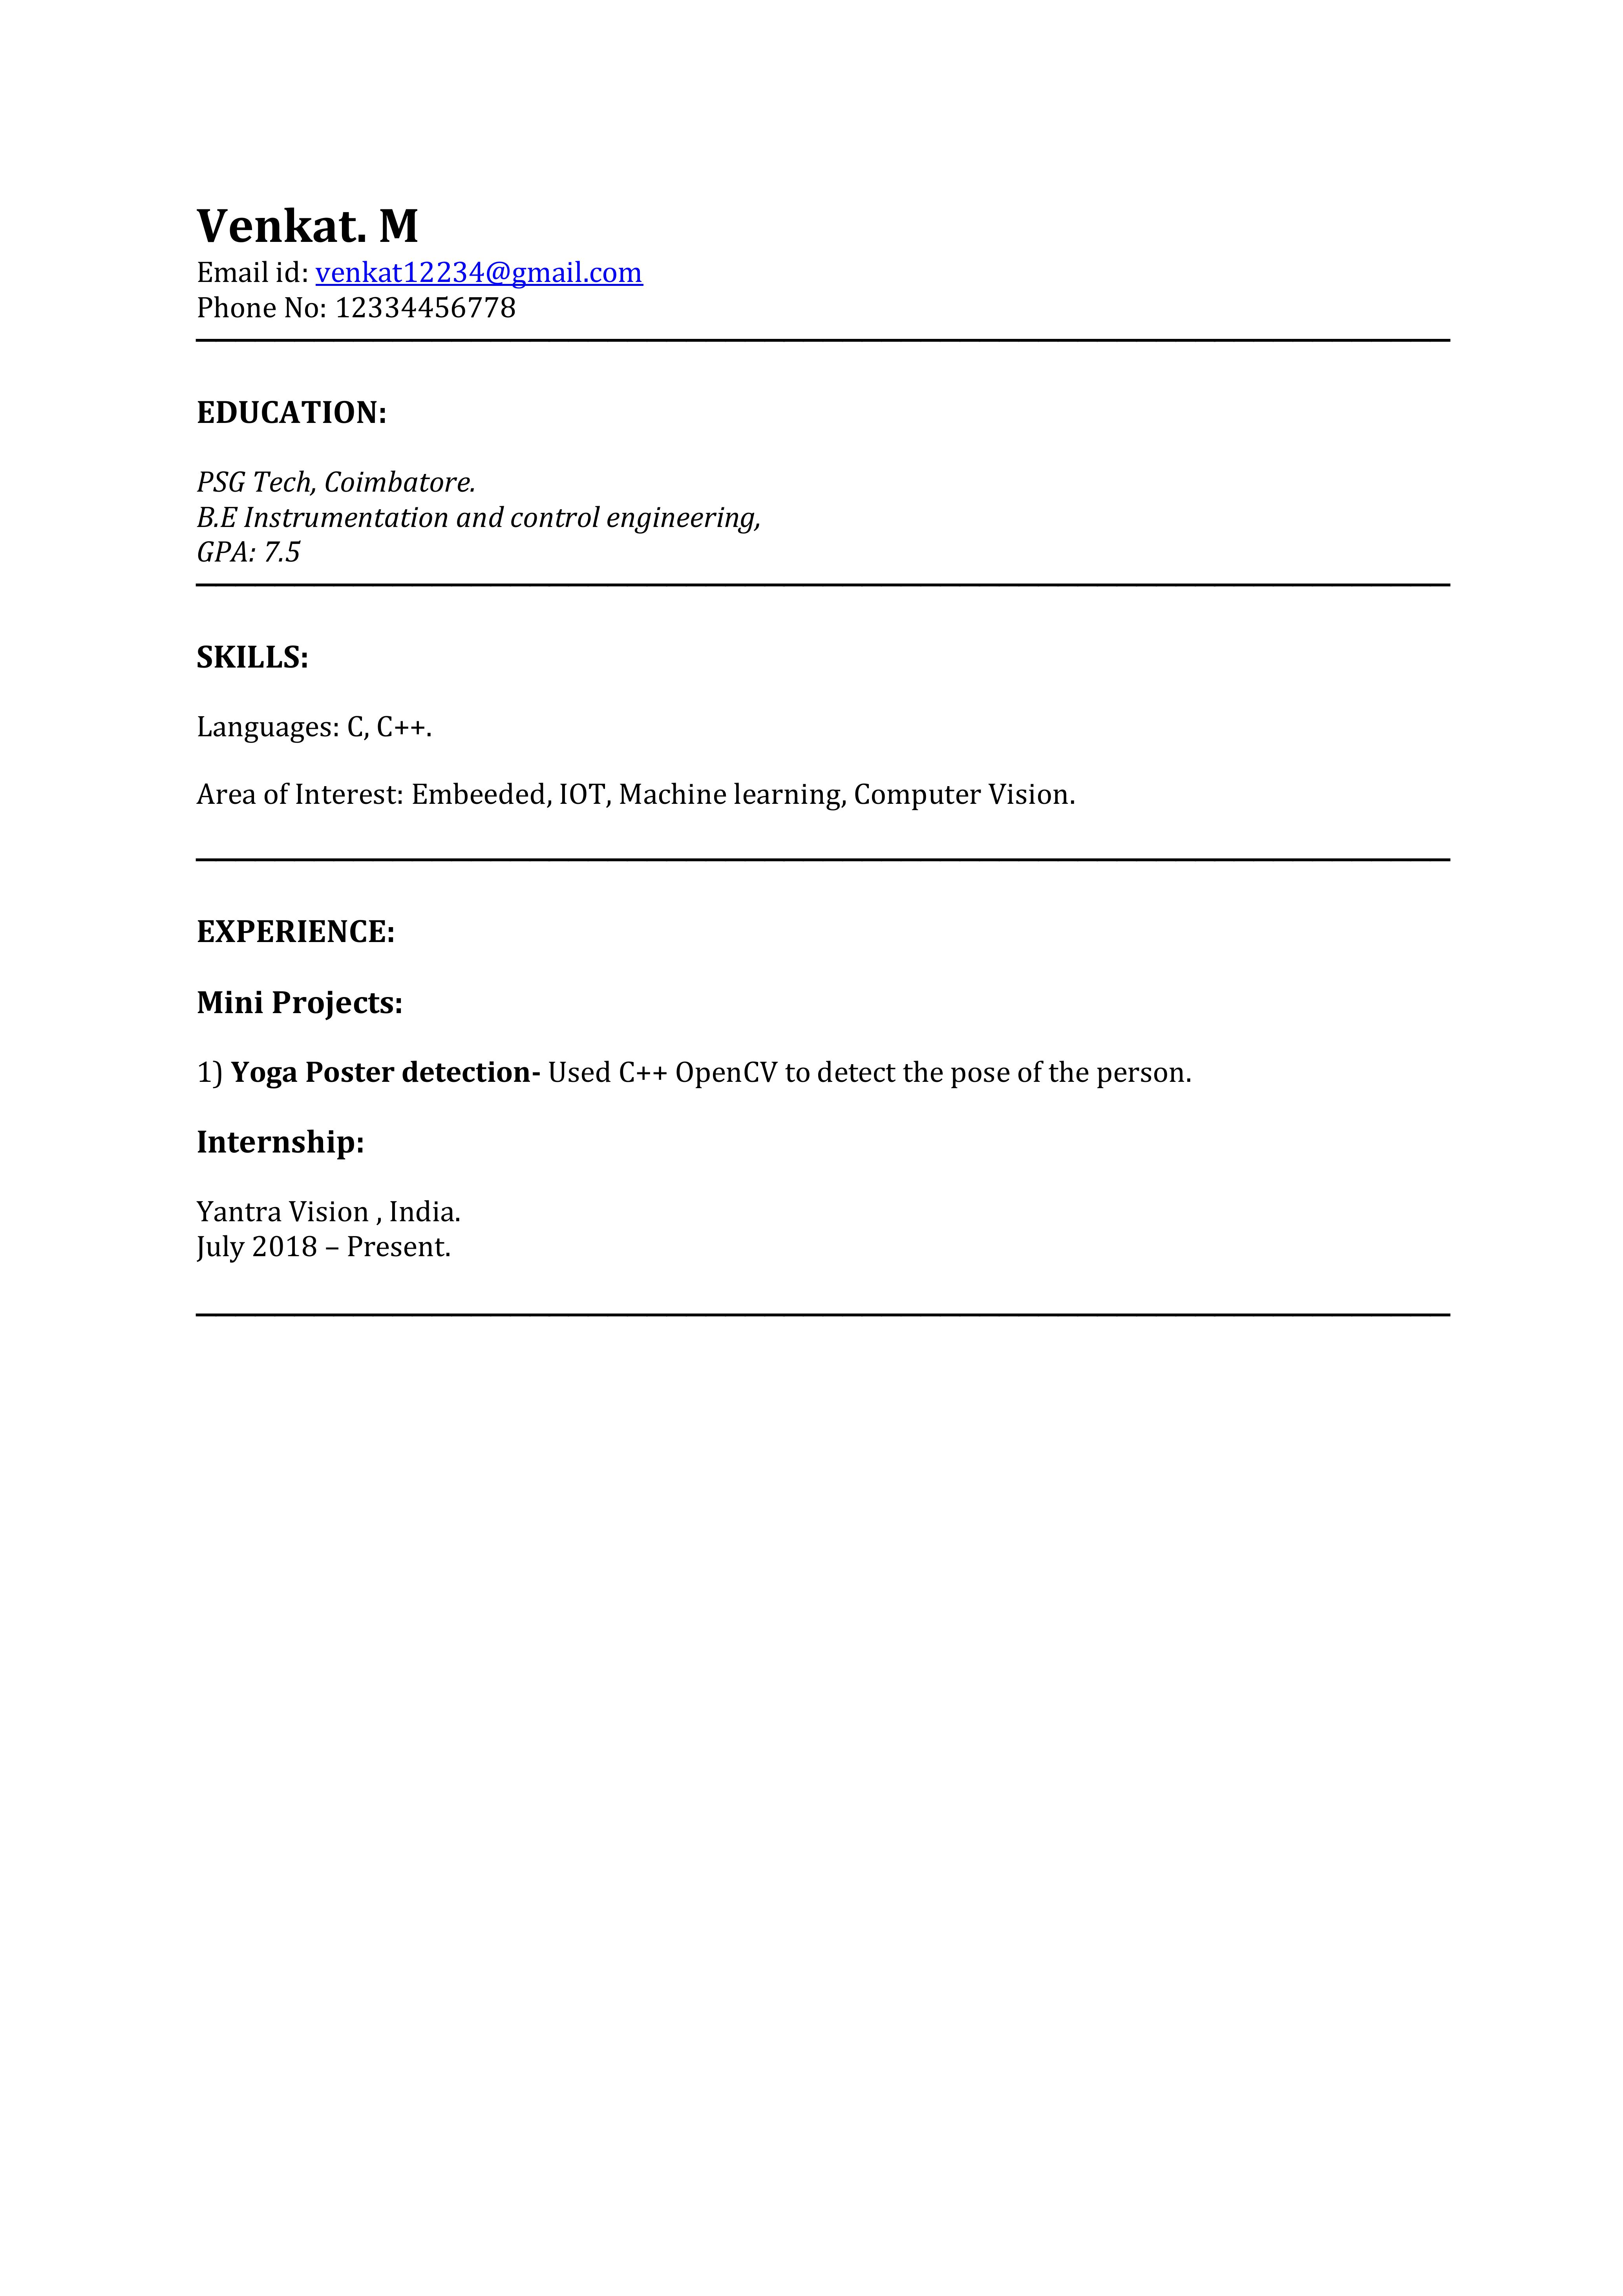 Venkat. M
Email id: venkat12234@gmail.com
Phone No: 12334456778
EDUCATION:
PSG Tech, Coimbatore.
B.E Instrumentation and control engineering,
GPA: 7.5
SKILLS:
Languages: C, C++.
Area of Interest: Embeeded, IOT, Machine learning, Computer Vision.
EXPERIENCE:
Mini Projects:
1) Yoga Poster detection- Used C++ OpenCV to detect the pose of the person.
Internship:
Yantra Vision , India.
July 2018 – Present.